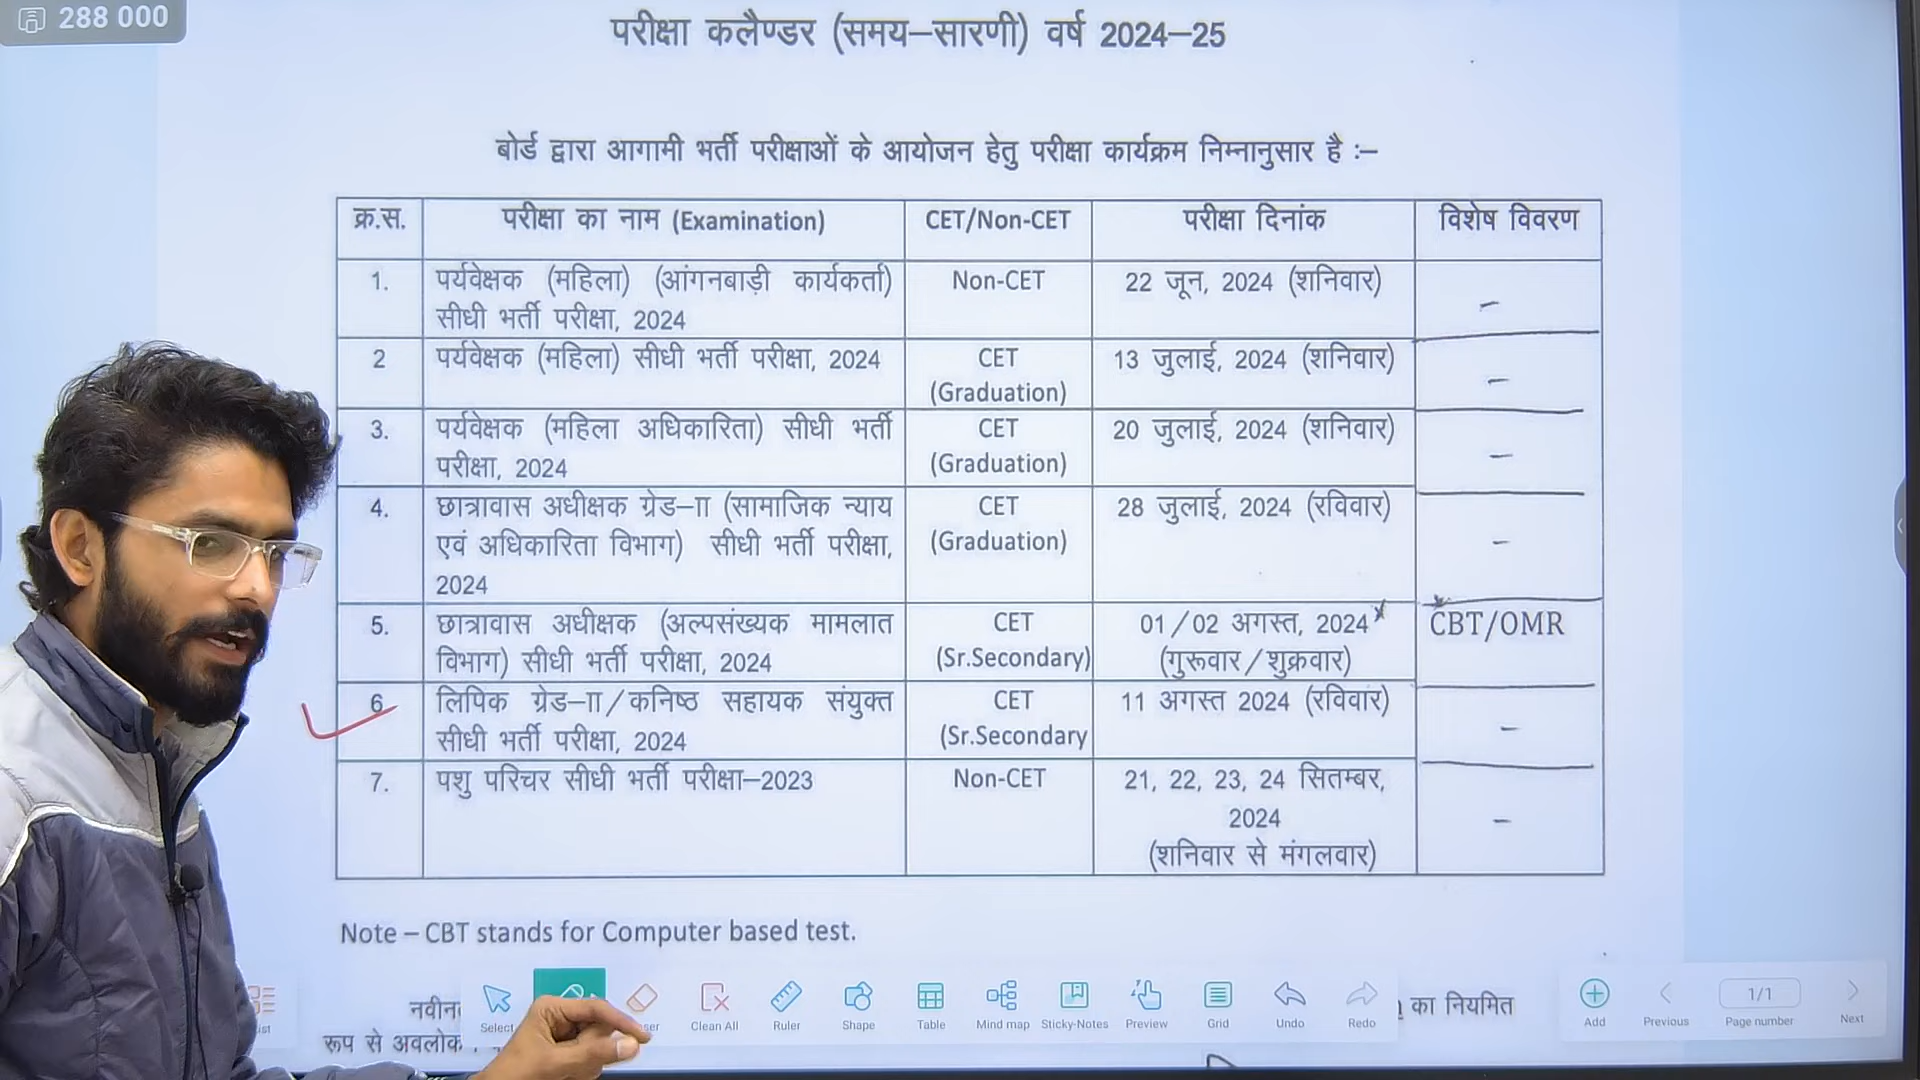 288 000
परीक्षा कलैण्डर (समय–सारणी) वर्ष 2024–25
बोर्ड द्वारा आगामी भर्ती परीक्षाओं के आयोजन हेतु परीक्षा कार्यक्रम निम्नानुसार है :–
क्र.स. परीक्षा का नाम (Examination) CET/Non-CET परीक्षा दिनांक विशेष विवरण
1. पर्यवेक्षक (महिला) (आंगनबाड़ी कार्यकर्ता) Non-CET 22 जून, 2024 (शनिवार) –
सीधी भर्ती परीक्षा, 2024
2 पर्यवेक्षक (महिला) सीधी भर्ती परीक्षा, 2024 CET 13 जुलाई, 2024 (शनिवार) –
(Graduation)
3. पर्यवेक्षक (महिला अधिकारिता) सीधी भर्ती CET 20 जुलाई, 2024 (शनिवार) –
परीक्षा, 2024 (Graduation)
4. छात्रावास अधीक्षक ग्रेड–II (सामाजिक न्याय CET 28 जुलाई, 2024 (रविवार)
एवं अधिकारिता विभाग) सीधी भर्ती परीक्षा, (Graduation) –
2024
5. छात्रावास अधीक्षक (अल्पसंख्यक मामलात CET 01/02 अगस्त, 2024* CBT/OMR
विभाग) सीधी भर्ती परीक्षा, 2024 (Sr.Secondary) (गुरूवार/शुक्रवार)
6 लिपिक ग्रेड–II/कनिष्ठ सहायक संयुक्त CET 11 अगस्त 2024 (रविवार) –
सीधी भर्ती परीक्षा, 2024 (Sr.Secondary
7. पशु परिचर सीधी भर्ती परीक्षा–2023 Non-CET 21, 22, 23, 24 सितम्बर,
2024 –
(शनिवार से मंगलवार)
Note – CBT stands for Computer based test.
नवीन का नियमित
रूप से अवलोक
Select Clean All Ruler Shape Table Mind map Sticky-Notes Preview Grid Undo Redo Add Previous 1/1 Page number Next